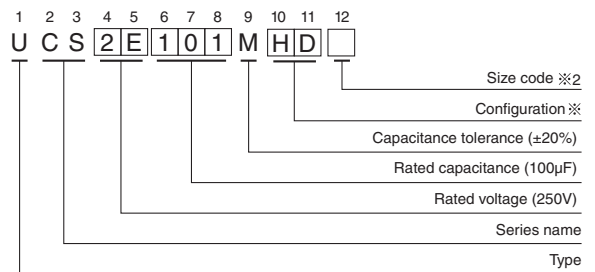 1 2 3 4 5 6 7 8 9 10 11 12
U C S 2 E 1 0 1 M H D
Size code ※2
Configuration※
Capacitance tolerance (±20%)
Rated capacitance (100µF)
Rated voltage (250V)
Series name
Type